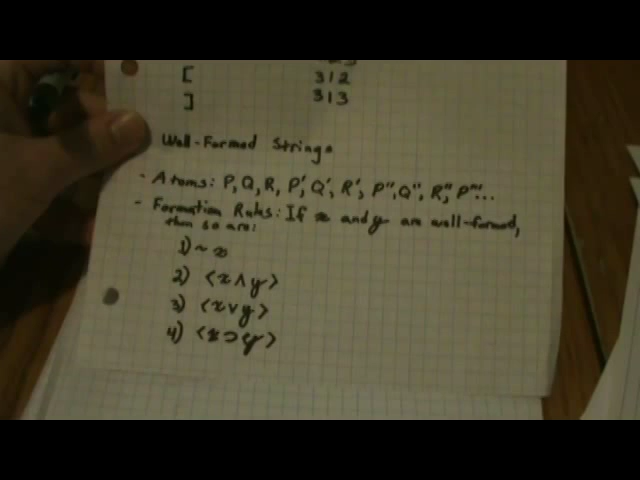 [ 312
] 313
Well-Formed Strings
- Atoms: P, Q, R, P', Q', R', P'', Q'', R'', P'''...
- Formation Rules: If x and y are well-formed,
then so are:
1) ~ x
2) <x ∧ y>
3) <x ∨ y>
4) <x ⊃ y>